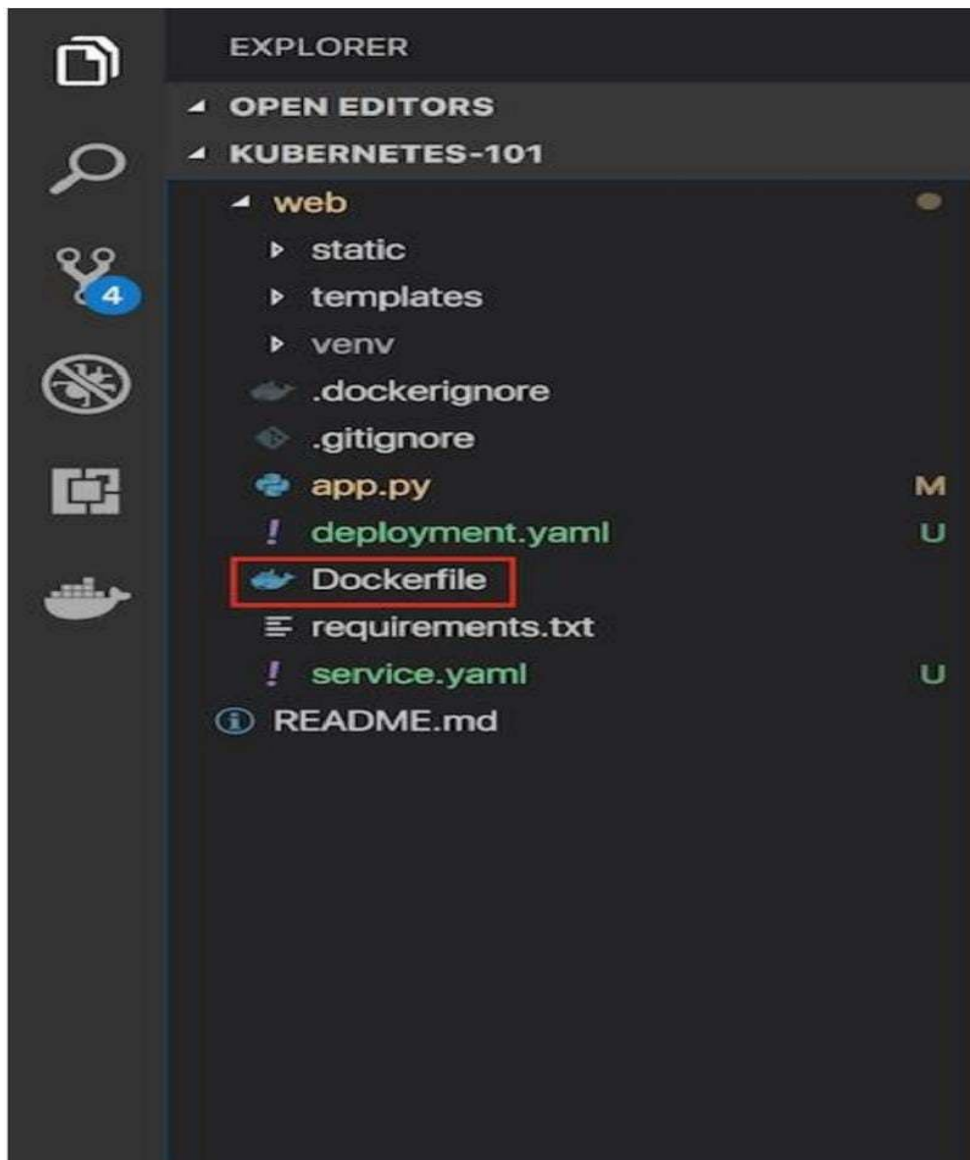 EXPLORER
OPEN EDITORS
KUBERNETES-101
web
static
templates
4
venv
.dockerignore
.gitignore
app.py M
deployment.yaml U
Dockerfile
requirements.txt
service.yaml U
README.md